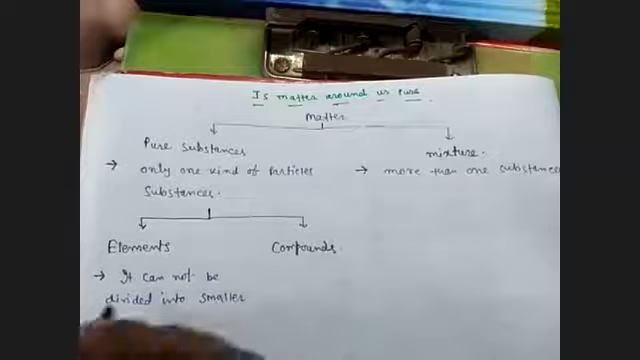 Is matter around us Pure
Matter
Pure substances
mixture.
→ only one kind of Particles
→ more than one substances
Substances.
Elements
Compounds.
→ It can not be
divided into smaller